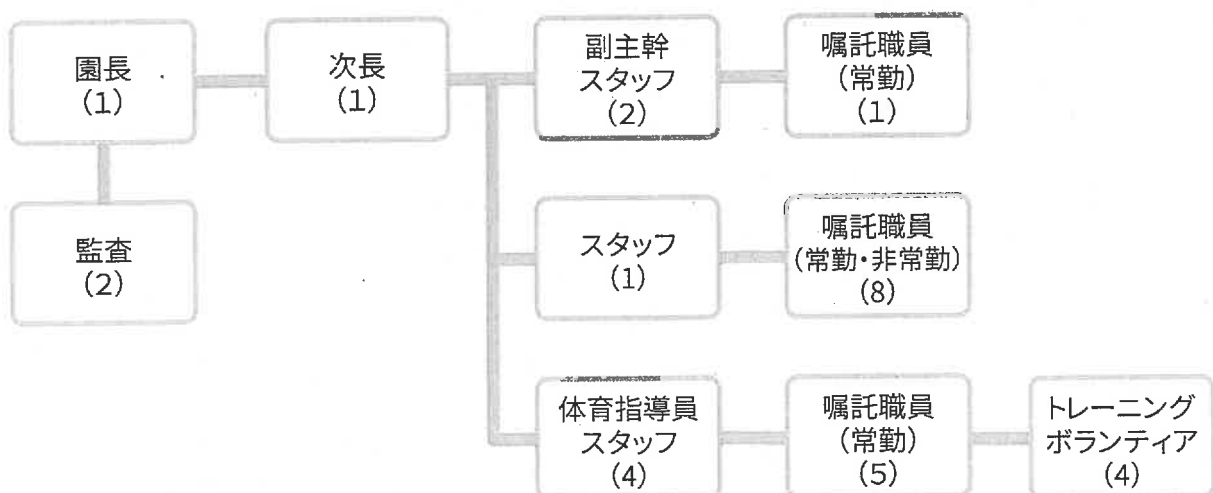 園長
(1)
次長
(1)
副主幹
スタッフ
(2)
嘱託職員
(常勤)
(1)
監査
(2)
スタッフ
(1)
嘱託職員
(常勤・非常勤)
(8)
体育指導員
スタッフ
(4)
嘱託職員
(常勤)
(5)
トレーニング
ボランティア
(4)